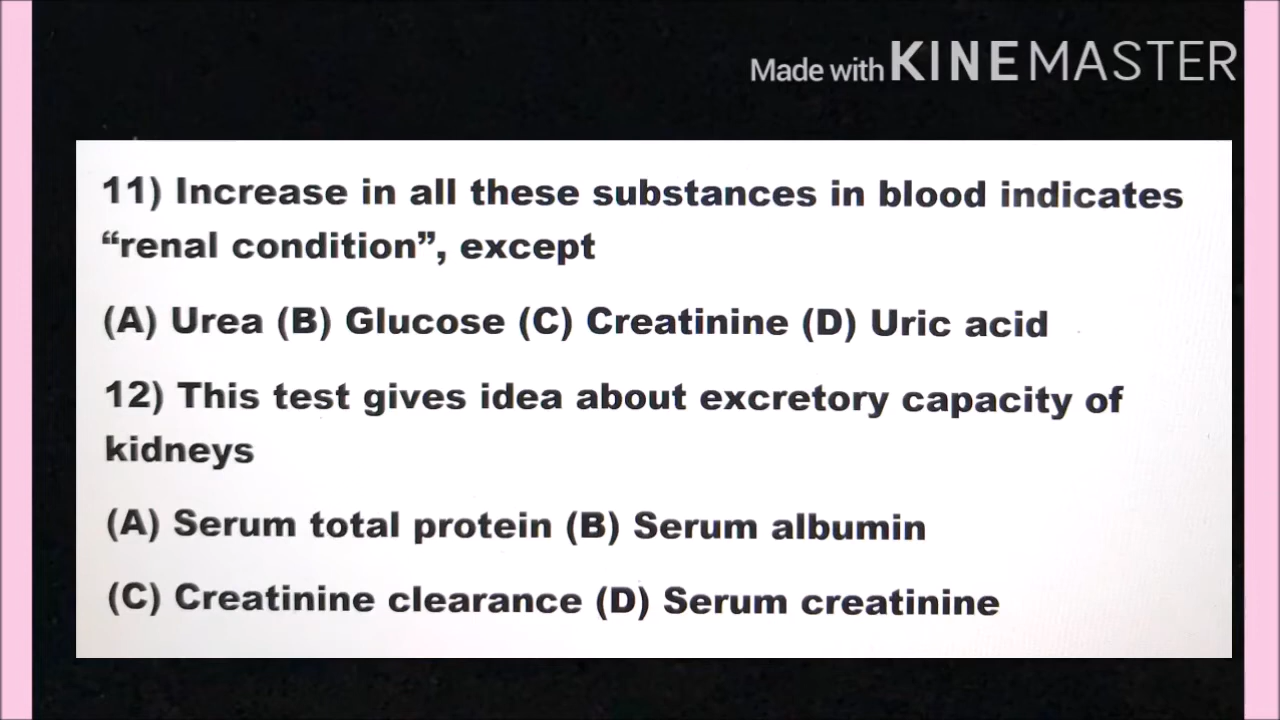 Made with KINEMASTER
11) Increase in all these substances in blood indicates
“renal condition”, except
(A) Urea (B) Glucose (C) Creatinine (D) Uric acid
12) This test gives idea about excretory capacity of
kidneys
(A) Serum total protein (B) Serum albumin
(C) Creatinine clearance (D) Serum creatinine